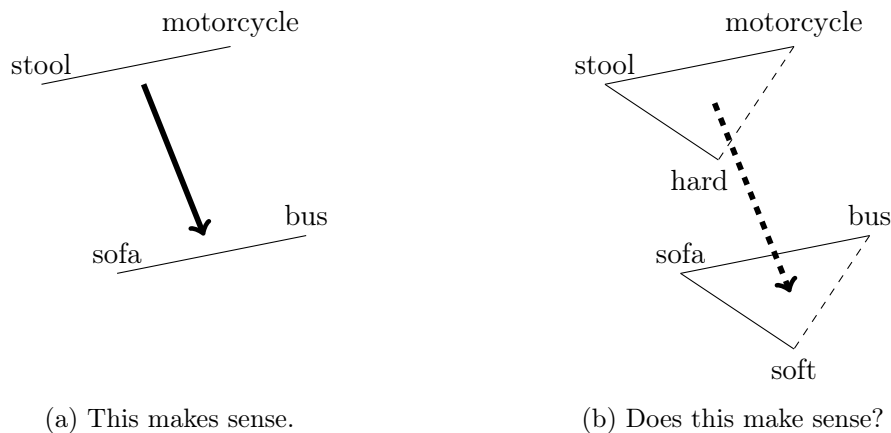 motorcycle
stool
bus
sofa
(a) This makes sense.
motorcycle
stool
hard
bus
sofa
soft
(b) Does this make sense?